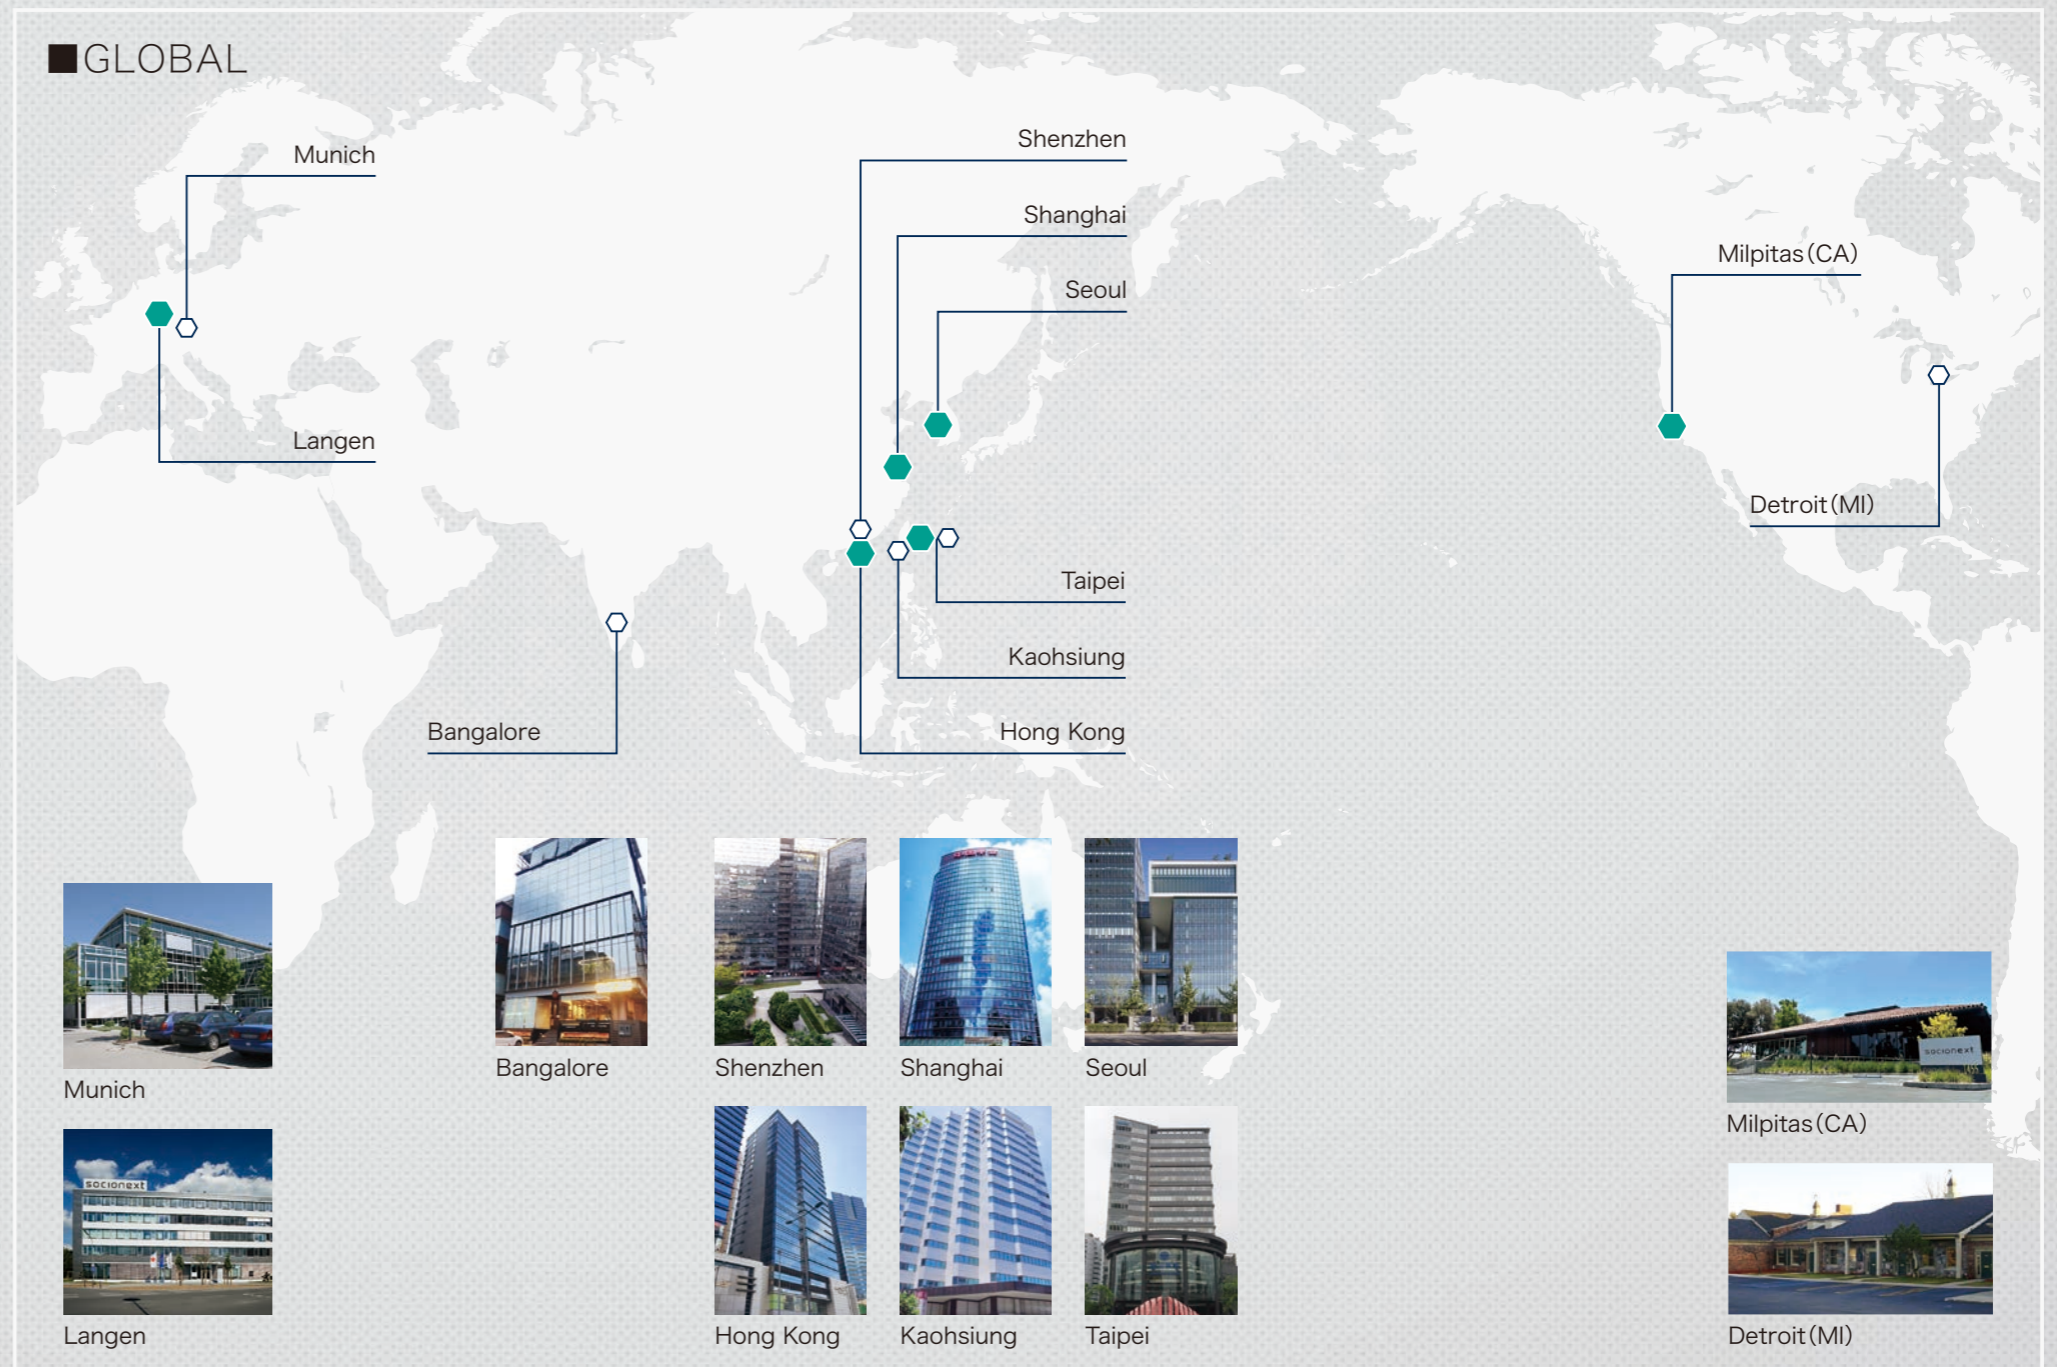 ■GLOBAL
Munich
Langen
Bangalore
Shenzhen
Shanghai
Seoul
Taipei
Kaohsiung
Hong Kong
Milpitas(CA)
Detroit(MI)
Munich
socionext
Langen
Bangalore
Shenzhen
Shanghai
Seoul
Hong Kong
Kaohsiung
Taipei
socionext
Milpitas(CA)
Detroit(MI)